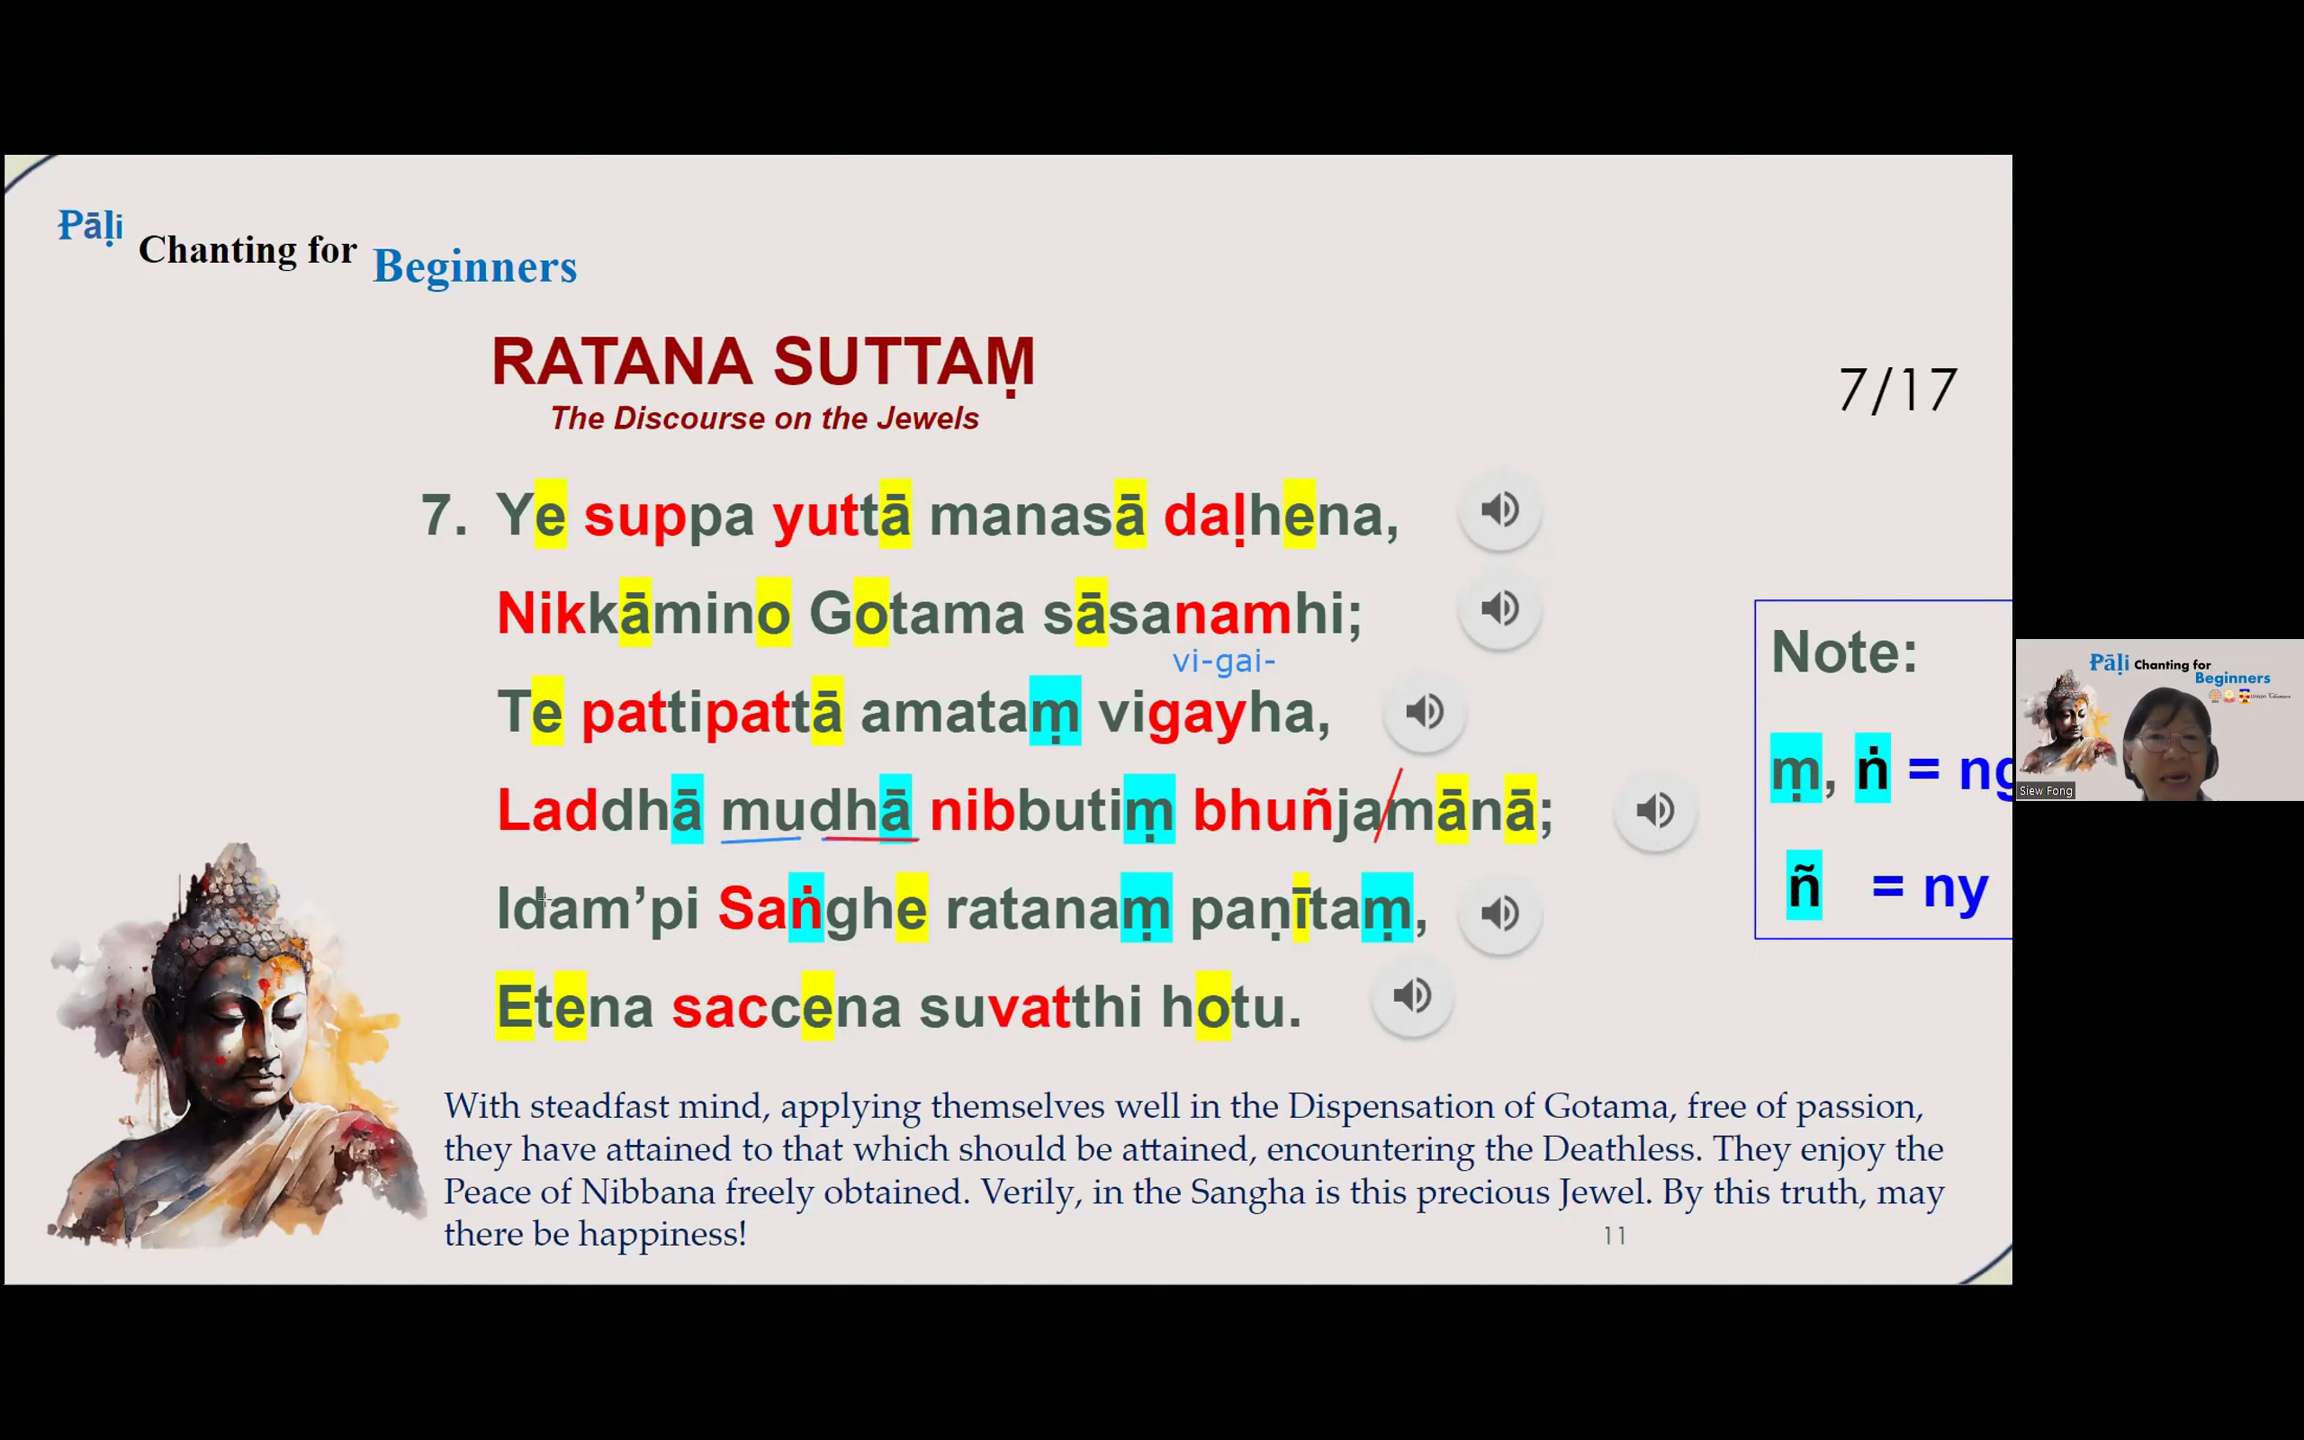 Pāḷi Chanting for Beginners
RATANA SUTTAṂ
The Discourse on the Jewels
7/17
7. Ye suppa yuttā manasā daḷhena,
Nikkāmino Gotama sāsanamhi;
vi-gai-
Te pattipattā amataṃ vigayha,
Laddhā mudhā nibbutiṃ bhuñjamānā;
Idam’pi Saṅghe ratanaṃ paṇītaṃ,
Etena saccena suvatthi hotu.
Note:
ṃ, ṅ = ng
ñ = ny
With steadfast mind, applying themselves well in the Dispensation of Gotama, free of passion,
they have attained to that which should be attained, encountering the Deathless. They enjoy the
Peace of Nibbana freely obtained. Verily, in the Sangha is this precious Jewel. By this truth, may
there be happiness!
11
Pāḷi Chanting for
Beginners
Siew Fong